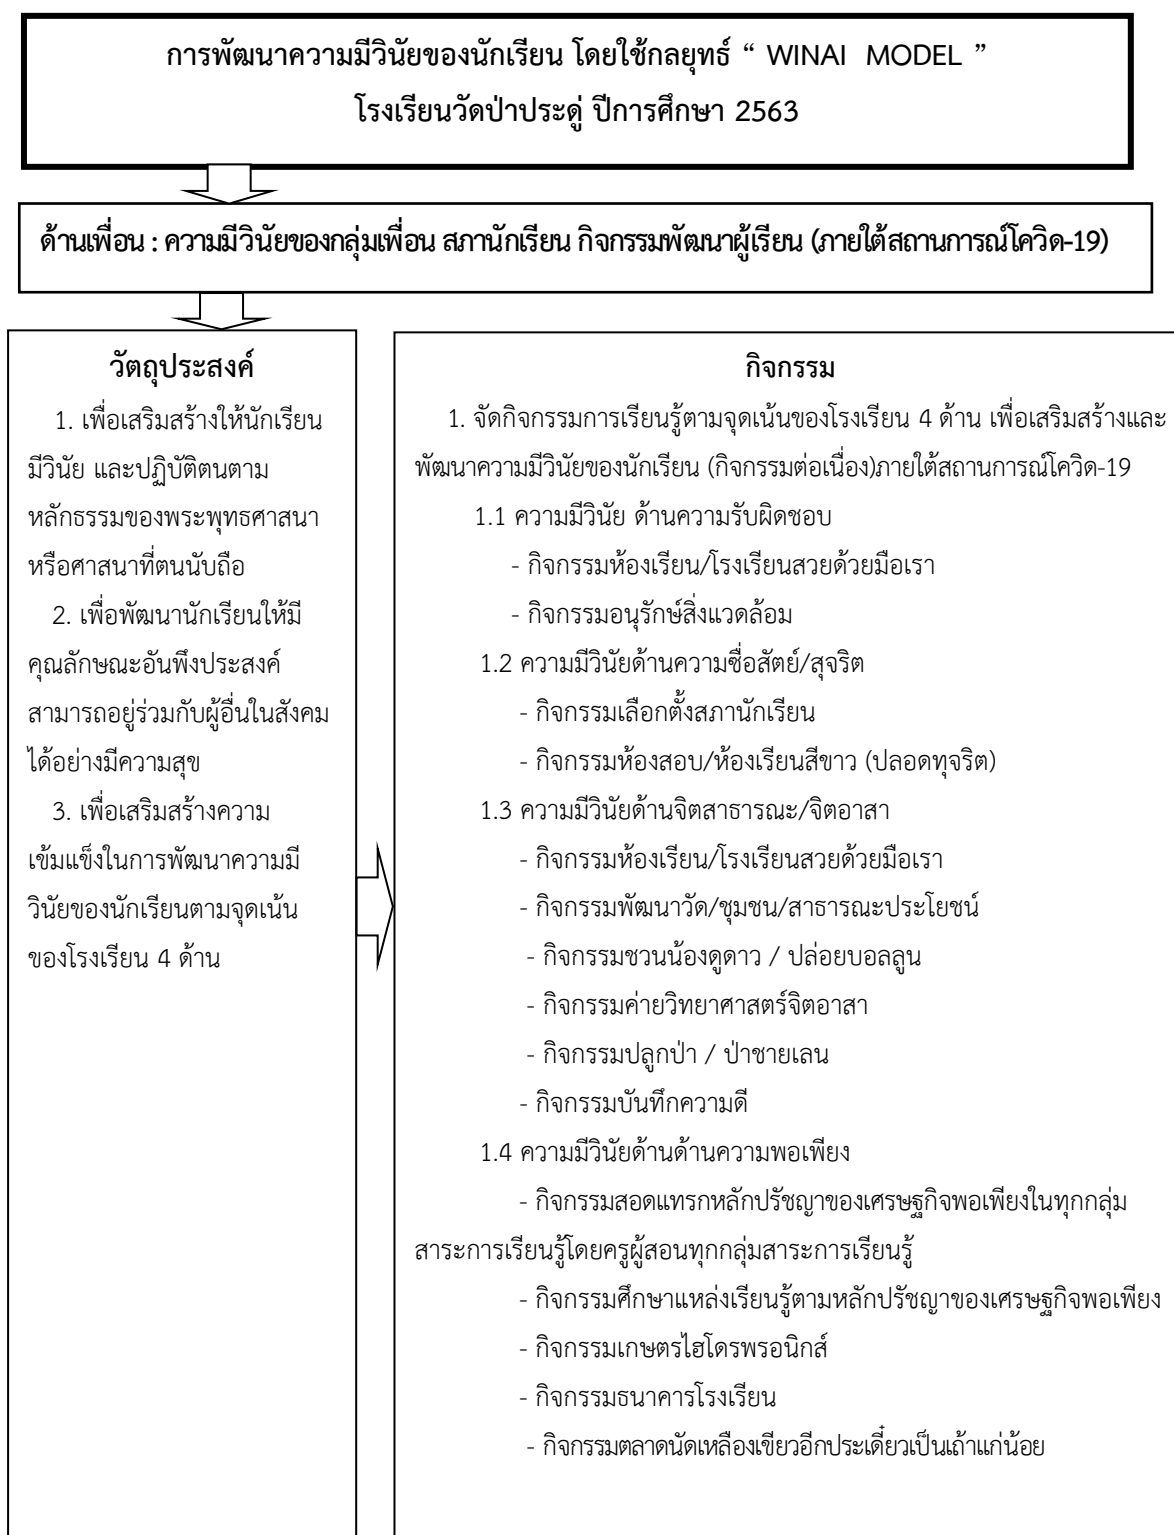 การพัฒนาความมีวินัยของนักเรียน โดยใช้กลยุทธ์ “ WINAI MODEL ”
โรงเรียนวัดป่าประดู่ ปีการศึกษา 2563
ด้านเพื่อน : ความมีวินัยของกลุ่มเพื่อน สภานักเรียน กิจกรรมพัฒนาผู้เรียน (ภายใต้สถานการณ์โควิด-19)
วัตถุประสงค์
1. เพื่อเสริมสร้างให้นักเรียน
มีวินัย และปฏิบัติตนตาม
หลักธรรมของพระพุทธศาสนา
หรือศาสนาที่ตนนับถือ
2. เพื่อพัฒนานักเรียนให้มี
คุณลักษณะอันพึงประสงค์
สามารถอยู่ร่วมกับผู้อื่นในสังคม
ได้อย่างมีความสุข
3. เพื่อเสริมสร้างความ
เข้มแข็งในการพัฒนาความมี
วินัยของนักเรียนตามจุดเน้น
ของโรงเรียน 4 ด้าน
กิจกรรม
1. จัดกิจกรรมการเรียนรู้ตามจุดเน้นของโรงเรียน 4 ด้าน เพื่อเสริมสร้างและ
พัฒนาความมีวินัยของนักเรียน (กิจกรรมต่อเนื่อง)ภายใต้สถานการณ์โควิด-19
1.1 ความมีวินัย ด้านความรับผิดชอบ
- กิจกรรมห้องเรียน/โรงเรียนสวยด้วยมือเรา
- กิจกรรมอนุรักษ์สิ่งแวดล้อม
1.2 ความมีวินัยด้านความซื่อสัตย์/สุจริต
- กิจกรรมเลือกตั้งสภานักเรียน
- กิจกรรมห้องสอบ/ห้องเรียนสีขาว (ปลอดทุจริต)
1.3 ความมีวินัยด้านจิตสาธารณะ/จิตอาสา
- กิจกรรมห้องเรียน/โรงเรียนสวยด้วยมือเรา
- กิจกรรมพัฒนาวัด/ชุมชน/สาธารณะประโยชน์
- กิจกรรมชวนน้องดูดาว / ปล่อยบอลลูน
- กิจกรรมค่ายวิทยาศาสตร์จิตอาสา
- กิจกรรมปลูกป่า / ป่าชายเลน
- กิจกรรมบันทึกความดี
1.4 ความมีวินัยด้านด้านความพอเพียง
- กิจกรรมสอดแทรกหลักปรัชญาของเศรษฐกิจพอเพียงในทุกกลุ่ม
สาระการเรียนรู้โดยครูผู้สอนทุกกลุ่มสาระการเรียนรู้
- กิจกรรมศึกษาแหล่งเรียนรู้ตามหลักปรัชญาของเศรษฐกิจพอเพียง
- กิจกรรมเกษตรไฮโดรพรอนิกส์
- กิจกรรมธนาคารโรงเรียน
- กิจกรรมตลาดนัดเหลืองเขียวอีกประเดี๋ยวเป็นเถ้าแก่น้อย